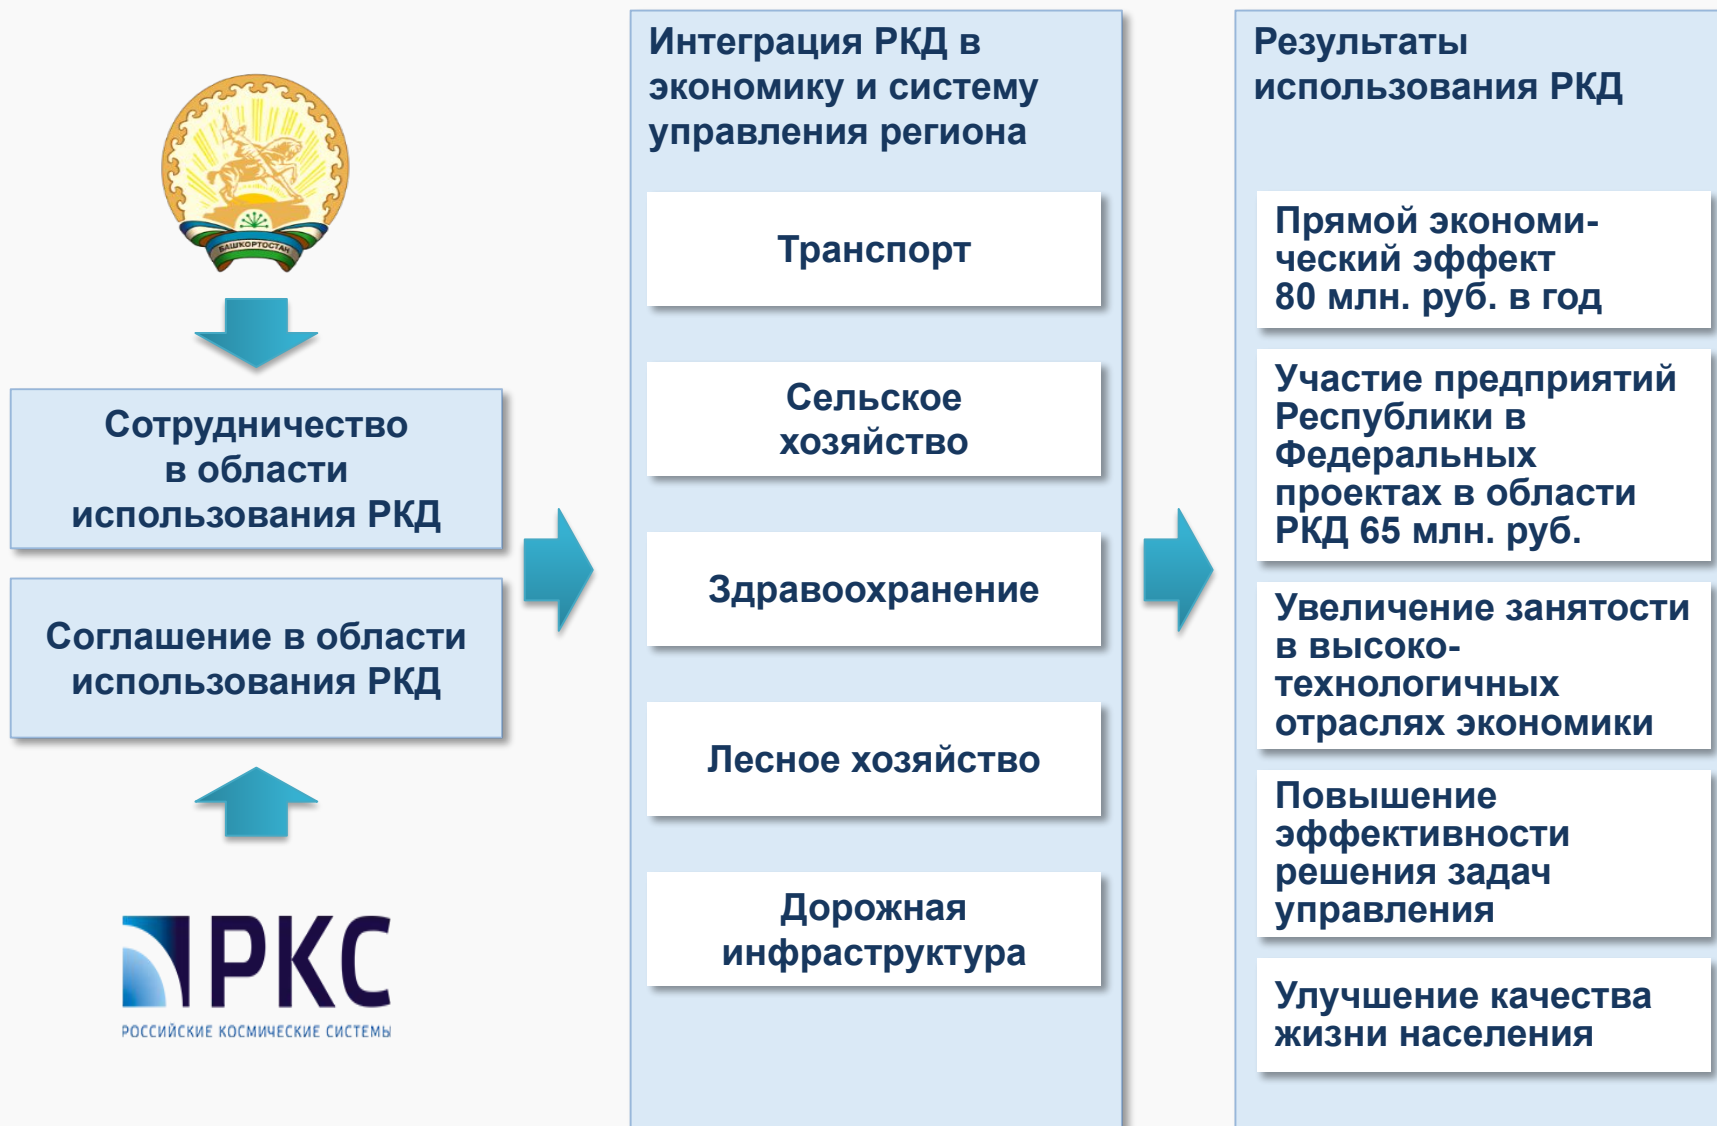 БАШКОРТОСТАН
Сотрудничество
в области
использования РКД
Соглашение в области
использования РКД
РКС
РОССИЙСКИЕ КОСМИЧЕСКИЕ СИСТЕМЫ
Интеграция РКД в
экономику и систему
управления региона
Транспорт
Сельское
хозяйство
Здравоохранение
Лесное хозяйство
Дорожная
инфраструктура
Результаты
использования РКД
Прямой экономи-
ческий эффект
80 млн. руб. в год
Участие предприятий
Республики в
Федеральных
проектах в области
РКД 65 млн. руб.
Увеличение занятости
в высоко-
технологичных
отраслях экономики
Повышение
эффективности
решения задач
управления
Улучшение качества
жизни населения